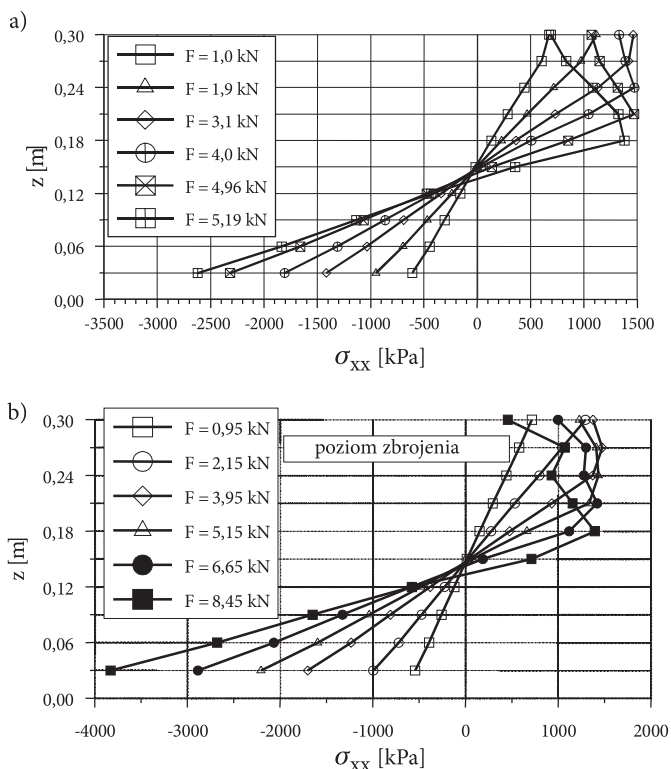 a)
0,30
0,24
0,18
0,12
0,06
0,00
z [m]
F = 1,0 kN
F = 1,9 kN
F = 3,1 kN
F = 4,0 kN
F = 4,96 kN
F = 5,19 kN
-3500 -3000 -2500 -2000 -1500 -1000 -500 0 500 1000 1500
σxx [kPa]
b)
0,30
0,24
0,18
0,12
0,06
0,00
z [m]
F = 0,95 kN
F = 2,15 kN
F = 3,95 kN
F = 5,15 kN
F = 6,65 kN
F = 8,45 kN
poziom zbrojenia
-4000 -3000 -2000 -1000 0 1000 2000
σxx [kPa]